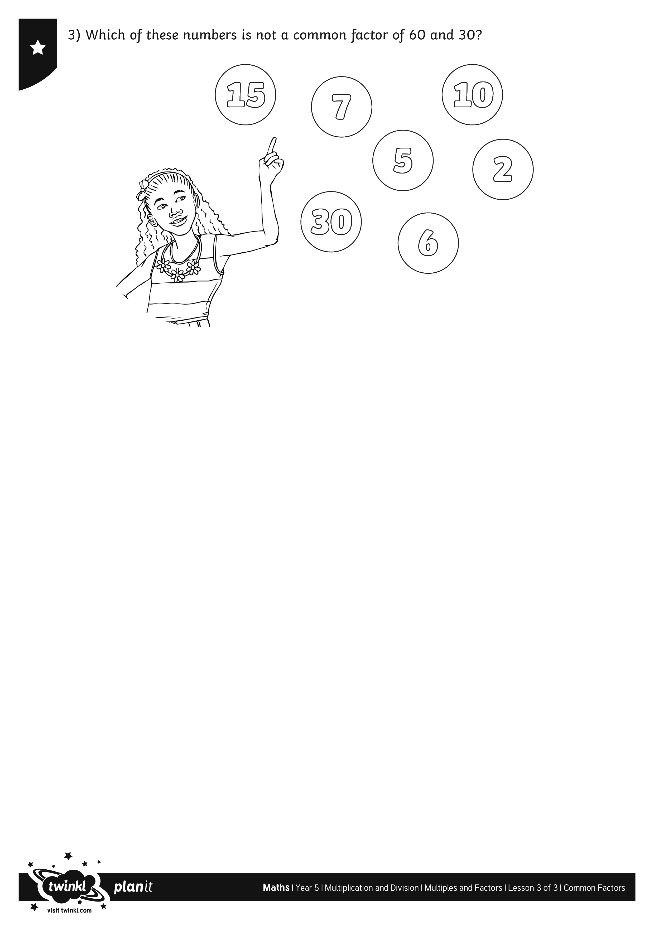 3) Which of these numbers is not a common factor of 60 and 30?
15
7
10
5
2
30
6
twinkl
planit
Maths | Year 5 | Multiplication and Division | Multiples and Factors | Lesson 3 of 3 | Common Factors
visit twinkl.com